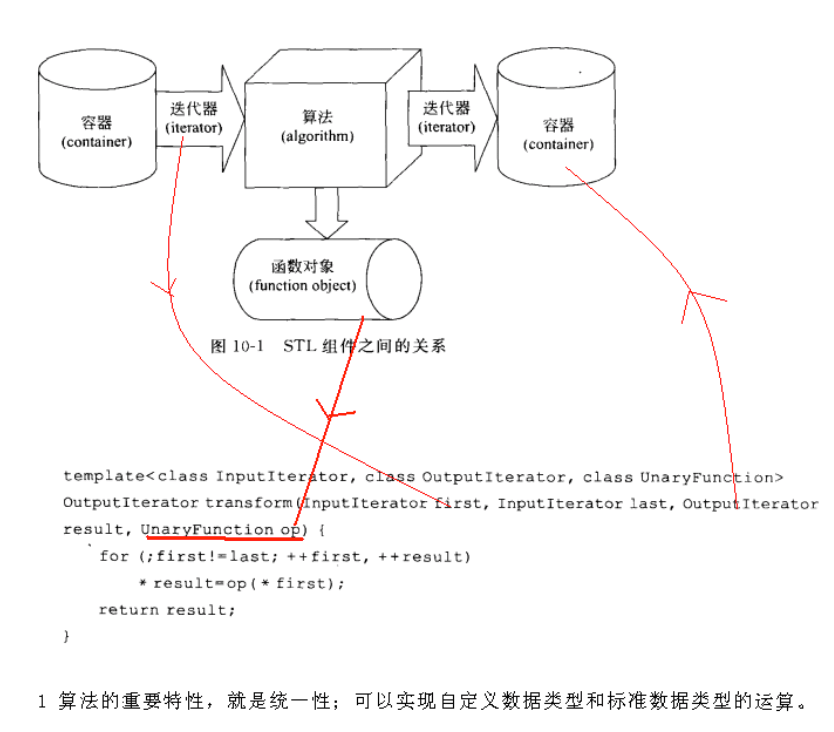 容器
(container)
迭代器
(iterator)
算法
(algorithm)
迭代器
(iterator)
容器
(container)
函数对象
(function object)
图 10-1 STL 组件之间的关系
template<class InputIterator, class OutputIterator, class UnaryFunction>
OutputIterator transform(InputIterator first, InputIterator last, OutputIterator
result, UnaryFunction op) {
for (;first!=last; ++first, ++result)
* result=op(* first);
return result;
}
1 算法的重要特性，就是统一性；可以实现自定义数据类型和标准数据类型的运算。